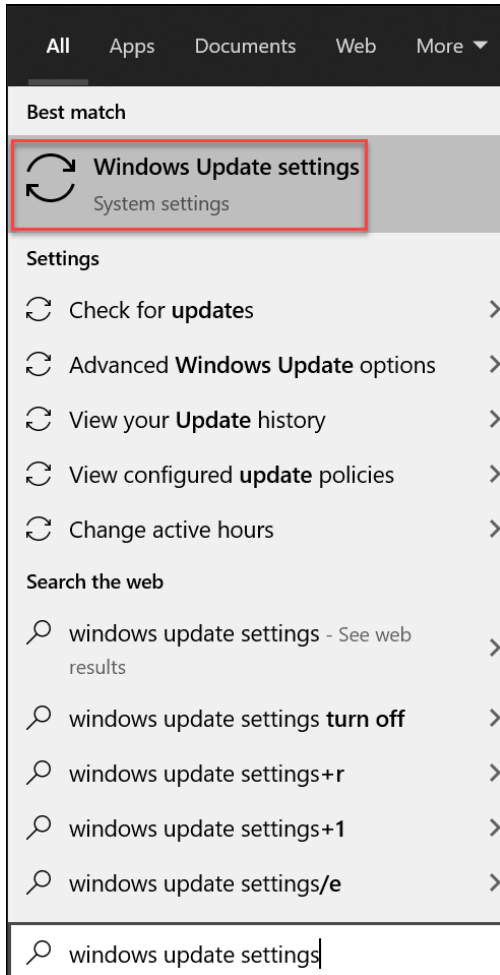 All Apps Documents Web More
Best match
Windows Update settings
System settings
Settings
Check for updates
Advanced Windows Update options
View your Update history
View configured update policies
Change active hours
Search the web
windows update settings - See web
results
windows update settings turn off
windows update settings+r
windows update settings+1
windows update settings/e
windows update settings